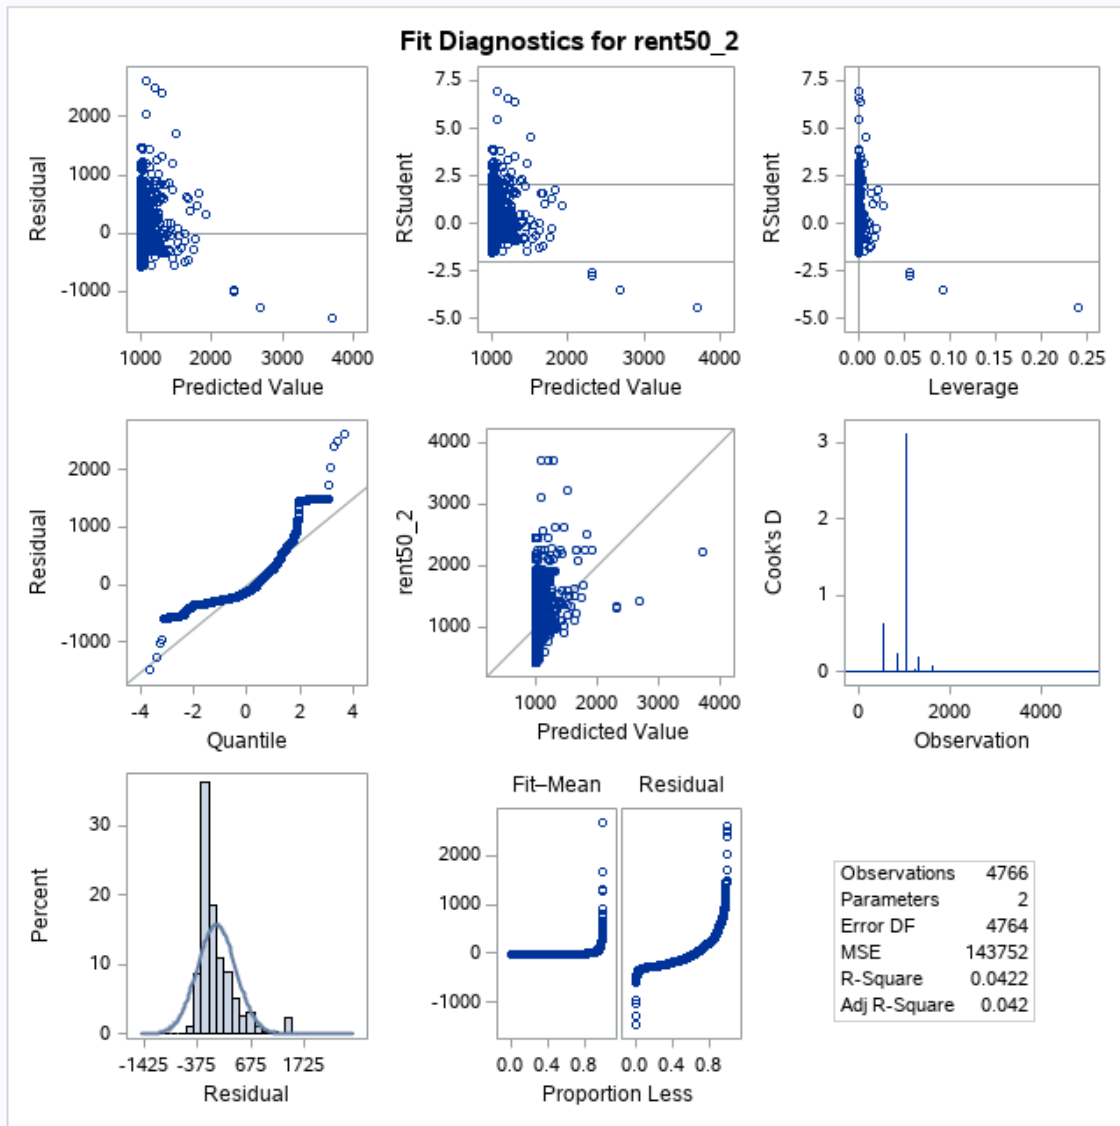 Fit Diagnostics for rent50_2
Residual
2000
1000
0
-1000
1000 2000 3000 4000
Predicted Value
RStudent
7.5
5.0
2.5
0.0
-2.5
-5.0
1000 2000 3000 4000
Predicted Value
RStudent
7.5
5.0
2.5
0.0
-2.5
-5.0
0.00 0.05 0.10 0.15 0.20 0.25
Leverage
Residual
2000
1000
0
-1000
-4 -2 0 2 4
Quantile
rent50_2
4000
3000
2000
1000
1000 2000 3000 4000
Predicted Value
Cook's D
3
2
1
0
0 2000 4000
Observation
Percent
30
20
10
0
-1425 -375 675 1725
Residual
Fit–Mean Residual
2000
1000
0
-1000
0.0 0.4 0.8 0.0 0.4 0.8
Proportion Less
Observations 4766
Parameters 2
Error DF 4764
MSE 143752
R-Square 0.0422
Adj R-Square 0.042